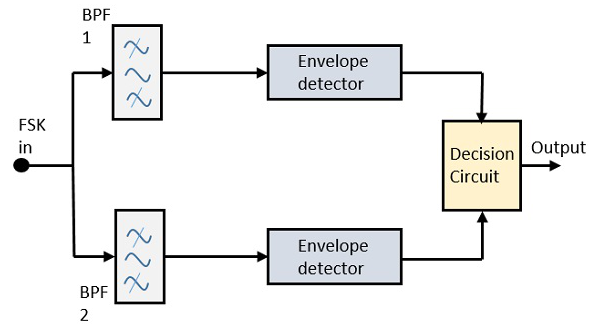 BPF
1
Envelope
detector
FSK
in
Decision
Circuit
Output
BPF
2
Envelope
detector